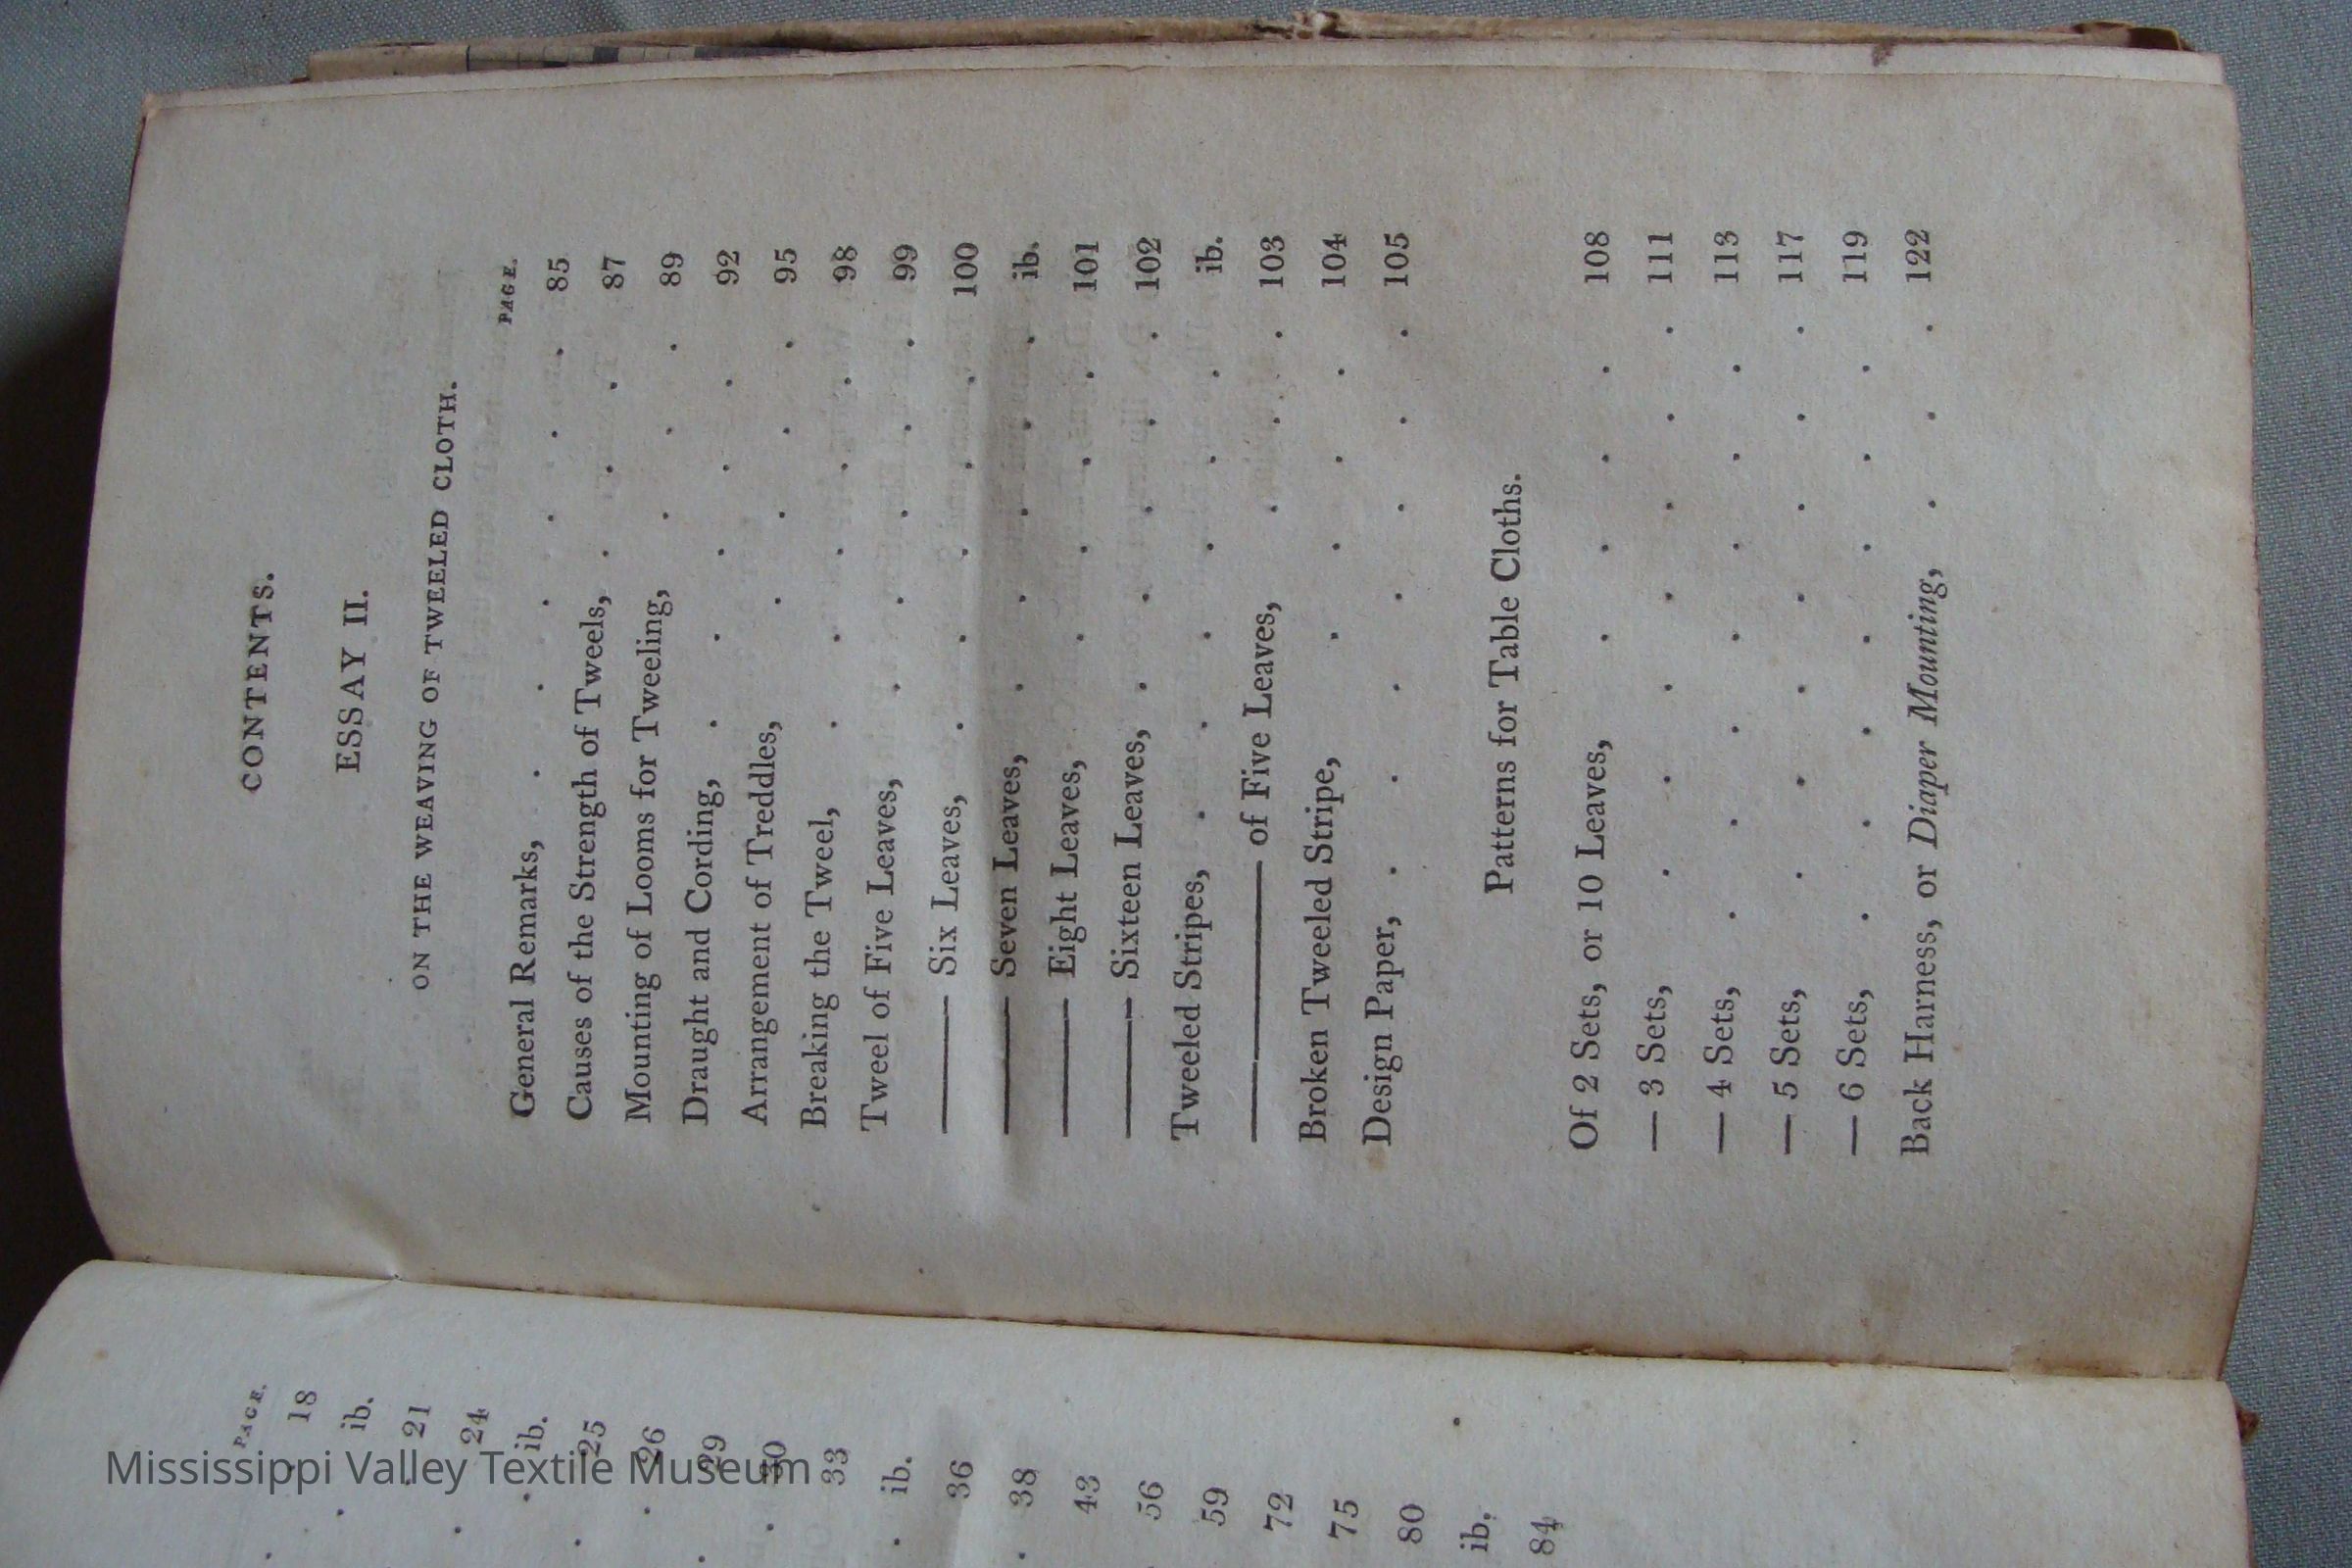 PAGE.
18
ib.
21
24
ib.
25
26
29
30
33
ib.
36
38
43
56
59
72
75
80
ib.
84
CONTENTS.
ESSAY II.
ON THE WEAVING OF TWEELED CLOTH.
PAGE.
General Remarks, . . . . . . 85
Causes of the Strength of Tweels, . . . 87
Mounting of Looms for Tweeling, . . . 89
Draught and Cording, . . . . . 92
Arrangement of Treddles, . . . . 95
Breaking the Tweel, . . . . . 98
Tweel of Five Leaves, . . . . . 99
—— Six Leaves, . . . . . 100
—— Seven Leaves, . . . . . ib.
—— Eight Leaves, . . . . 101
—— Sixteen Leaves, . . . . . 102
Tweeled Stripes, . . . . . . ib.
—— of Five Leaves, . . . 103
Broken Tweeled Stripe, . . . . 104
Design Paper, . . . . . . . 105
Patterns for Table Cloths.
Of 2 Sets, or 10 Leaves, . . . . 108
— 3 Sets, . . . . . . . 111
— 4 Sets, . . . . . . . 113
— 5 Sets, . . . . . . . 117
— 6 Sets, . . . . . . . 119
Back Harness, or Diaper Mounting, . . . 122
Mississippi Valley Textile Museum